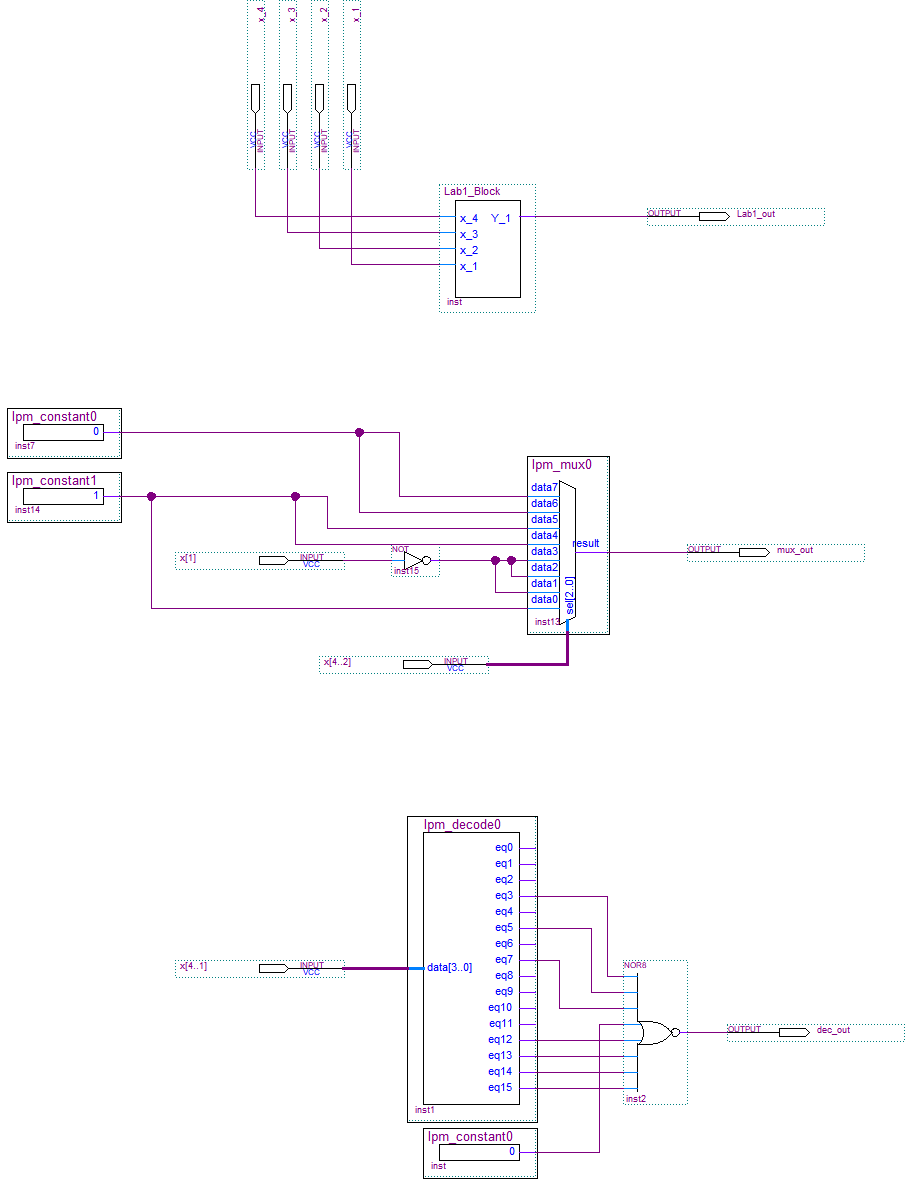 x_4
x_3
x_2
x_1
VCC
INPUT
VCC
INPUT
VCC
INPUT
VCC
INPUT
Lab1_Block
x_4 Y_1
x_3
x_2
x_1
inst
OUTPUT
Lab1_out
lpm_constant0
0
inst7
lpm_constant1
1
inst14
x[1]
INPUT
VCC
NOT
inst15
lpm_mux0
data7
data6
data5
data4
data3
data2
data1
data0
result
sel[2..0]
inst13
OUTPUT
mux_out
x[4..2]
INPUT
VCC
lpm_decode0
eq0
eq1
eq2
eq3
eq4
eq5
eq6
eq7
data[3..0]
eq8
eq9
eq10
eq11
eq12
eq13
eq14
eq15
inst1
x[4..1]
INPUT
VCC
NOR8
inst2
OUTPUT
dec_out
lpm_constant0
0
inst